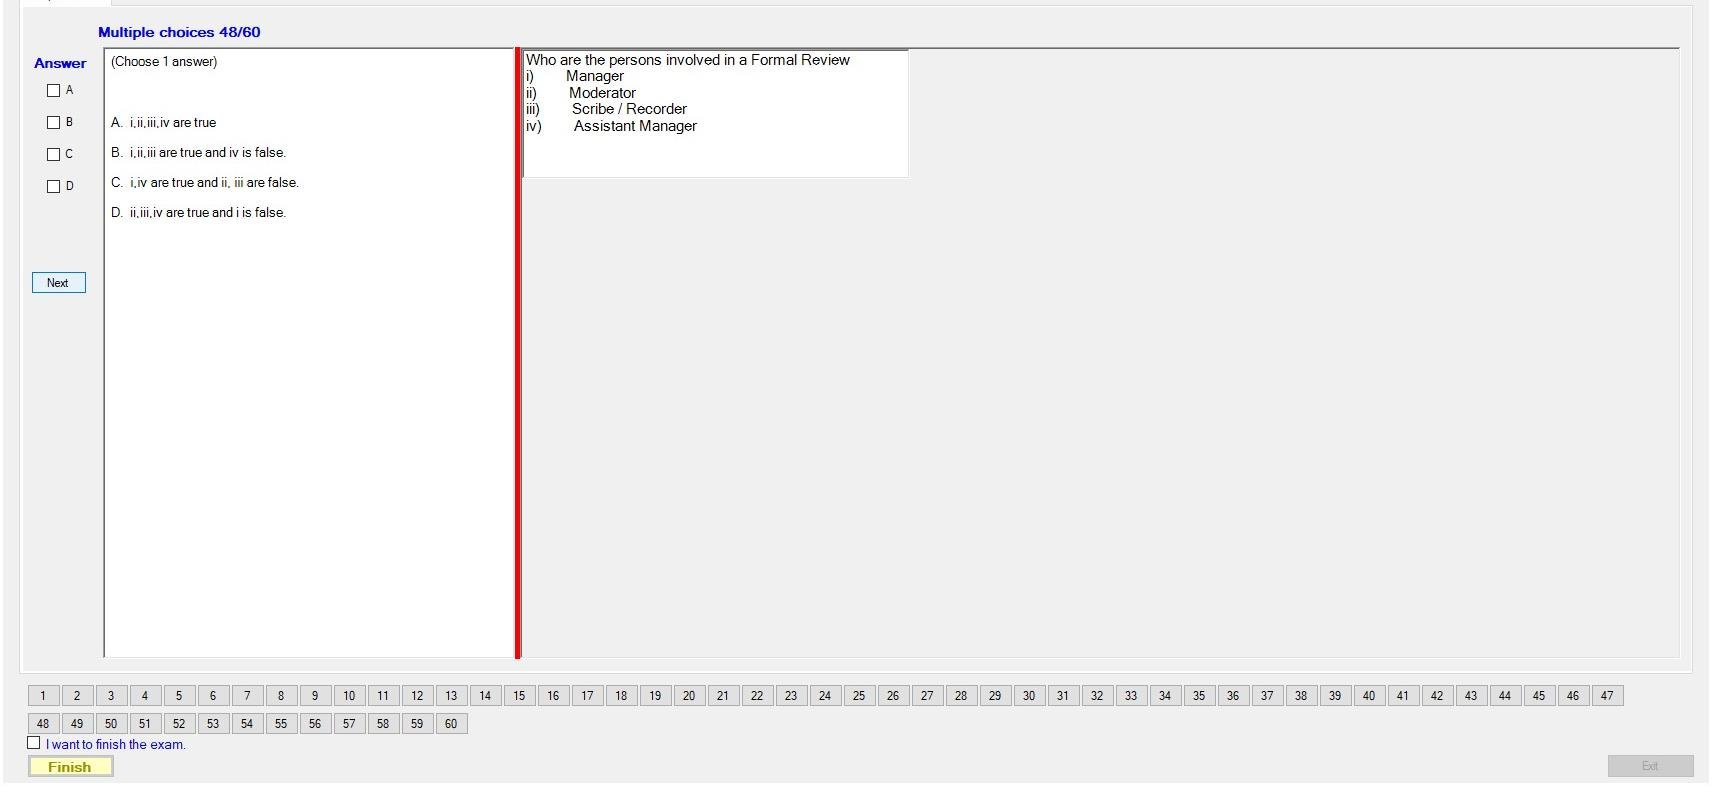 Multiple choices 48/60
Answer
A
B
C
D
Next
(Choose 1 answer)
A. i,ii,iii,iv are true
B. i,ii,iii are true and iv is false.
C. i,iv are true and ii, iii are false.
D. ii,iii,iv are true and i is false.
Who are the persons involved in a Formal Review
i) Manager
ii) Moderator
iii) Scribe / Recorder
iv) Assistant Manager
1 2 3 4 5 6 7 8 9 10 11 12 13 14 15 16 17 18 19 20 21 22 23 24 25 26 27 28 29 30 31 32 33 34 35 36 37 38 39 40 41 42 43 44 45 46 47
48 49 50 51 52 53 54 55 56 57 58 59 60
I want to finish the exam.
Finish
Exit